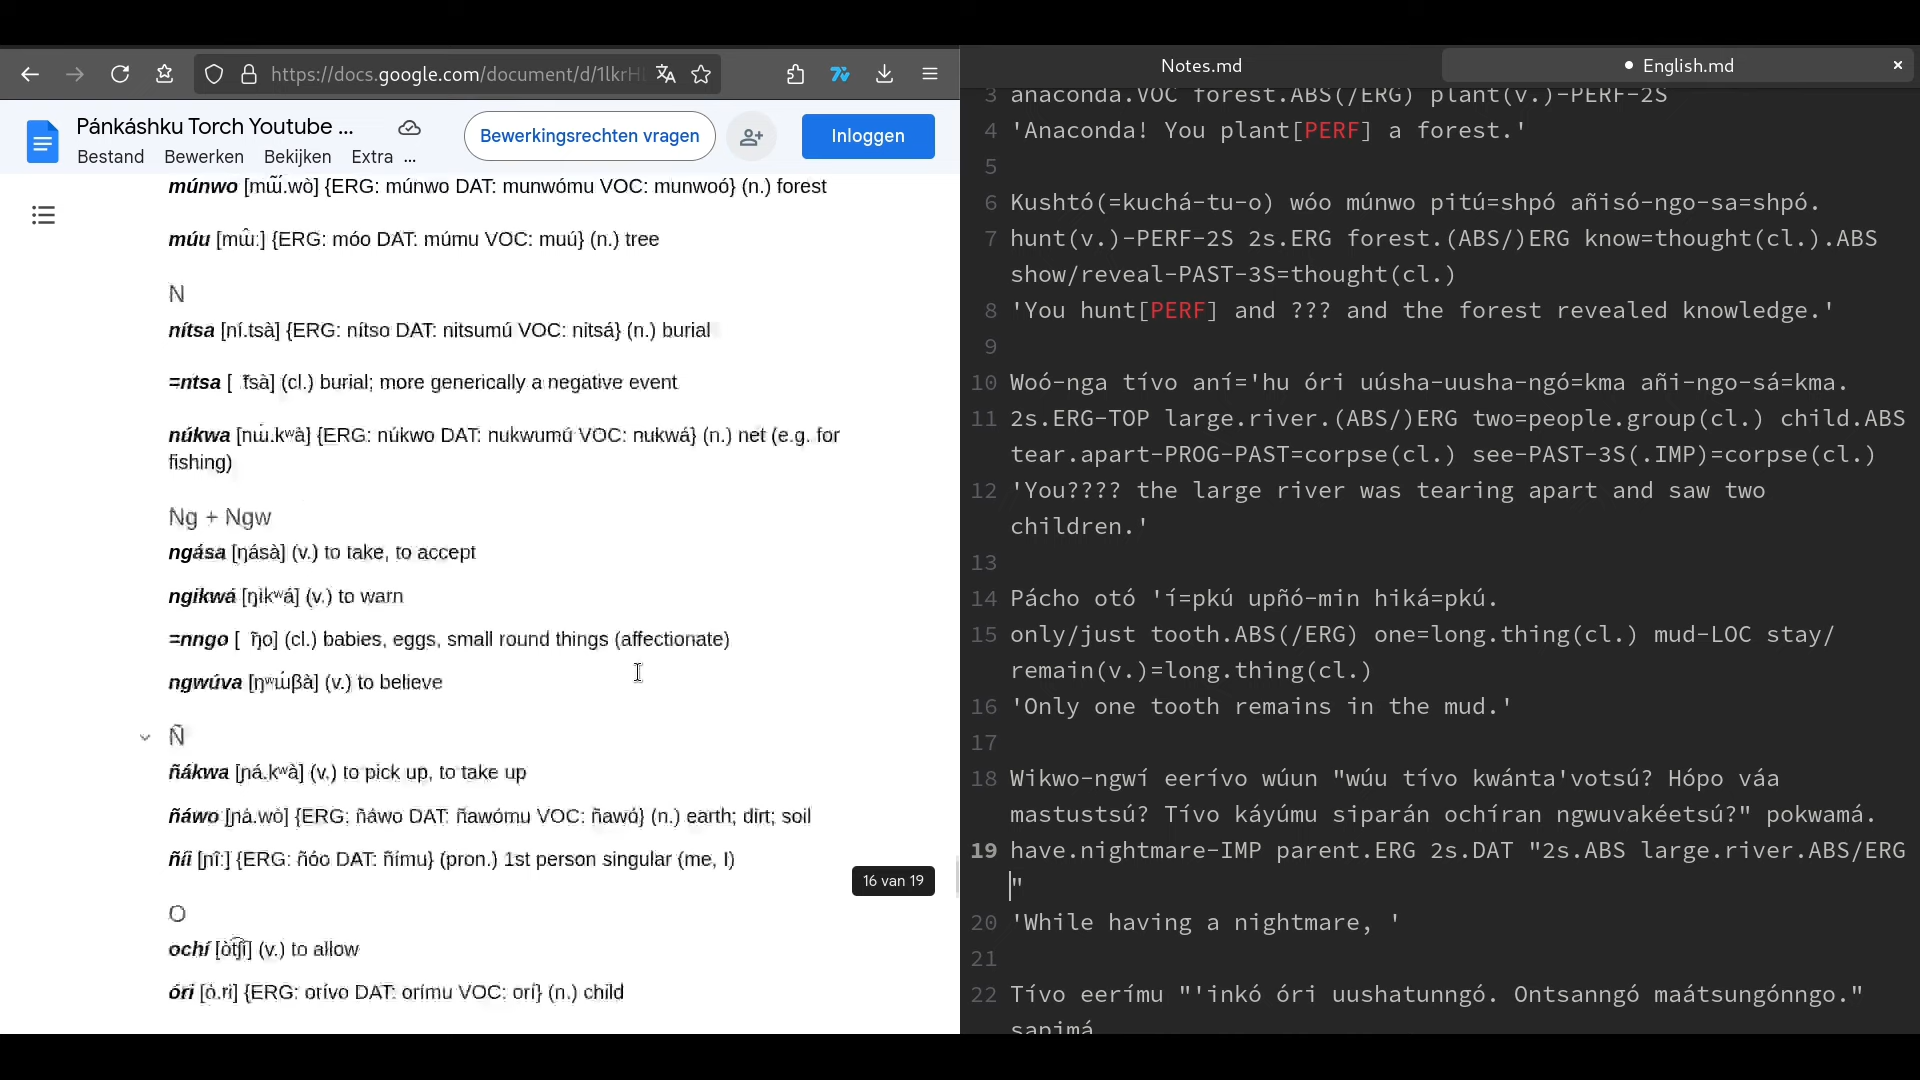 https://docs.google.com/document/d/1lkrH
Pánkáshku Torch Youtube ...
Bestand Bewerken Bekijken Extra ...
Bewerkingsrechten vragen
Inloggen
múnwo [mɯ̃́.wò] {ERG: múnwo DAT: munwómu VOC: munwoó} (n.) forest
múu [mɯ̂ː] {ERG: móo DAT: múmu VOC: muú} (n.) tree
N
nítsa [ní.tsà] {ERG: nítso DAT: nitsumú VOC: nitsá} (n.) burial
=ntsa [ ̃tsà] (cl.) burial; more generically a negative event
núkwa [nɯ́.kʷà] {ERG: núkwo DAT: nukwumú VOC: nukwá} (n.) net (e.g. for
fishing)
Ng + Ngw
ngása [ŋásà] (v.) to take, to accept
ngikwá [ŋìkʷá] (v.) to warn
=nngo [ ̃ŋo] (cl.) babies, eggs, small round things (affectionate)
ngwúva [ŋʷɯ́βà] (v.) to believe
Ñ
ñákwa [ɲá.kʷà] (v.) to pick up, to take up
ñáwo [ɲá.wò] {ERG: ñáwo DAT: ñawómu VOC: ñawó} (n.) earth; dirt; soil
ñíi [ɲîː] {ERG: ñóo DAT: ñímu} (pron.) 1st person singular (me, I)
O
ochí [òt͡ʃí] (v.) to allow
óri [ó.ri] {ERG: orívo DAT: orímu VOC: orí} (n.) child
16 van 19
Notes.md
English.md
3 anaconda.VOC forest.ABS(/ERG) plant(v.)-PERF-2S
4 'Anaconda! You plant[PERF] a forest.'
5
6 Kushtó(=kuchá-tu-o) wóo múnwo pitú=shpó añisó-ngo-sa=shpó.
7 hunt(v.)-PERF-2S 2s.ERG forest.(ABS/)ERG know=thought(cl.).ABS
show/reveal-PAST-3S=thought(cl.)
8 'You hunt[PERF] and ??? and the forest revealed knowledge.'
9
10 Woó-nga tívo aní='hu óri uúsha-uusha-ngó=kma añi-ngo-sá=kma.
11 2s.ERG-TOP large.river.(ABS/)ERG two=people.group(cl.) child.ABS
tear.apart-PROG-PAST=corpse(cl.) see-PAST-3S(.IMP)=corpse(cl.)
12 'You???? the large river was tearing apart and saw two
children.'
13
14 Pácho otó 'í=pkú upñó-min hiká=pkú.
15 only/just tooth.ABS(/ERG) one=long.thing(cl.) mud-LOC stay/
remain(v.)=long.thing(cl.)
16 'Only one tooth remains in the mud.'
17
18 Wikwo-ngwí eerívo wúun "wúu tívo kwánta'votsú? Hópo váa
mastustsú? Tívo káyúmu siparán ochíran ngwuvakéetsú?" pokwamá.
19 have.nightmare-IMP parent.ERG 2s.DAT "2s.ABS large.river.ABS/ERG
"
20 'While having a nightmare, '
21
22 Tívo eerímu "'inkó óri uushatunngó. Ontsanngó maátsungónngo."
sapimá